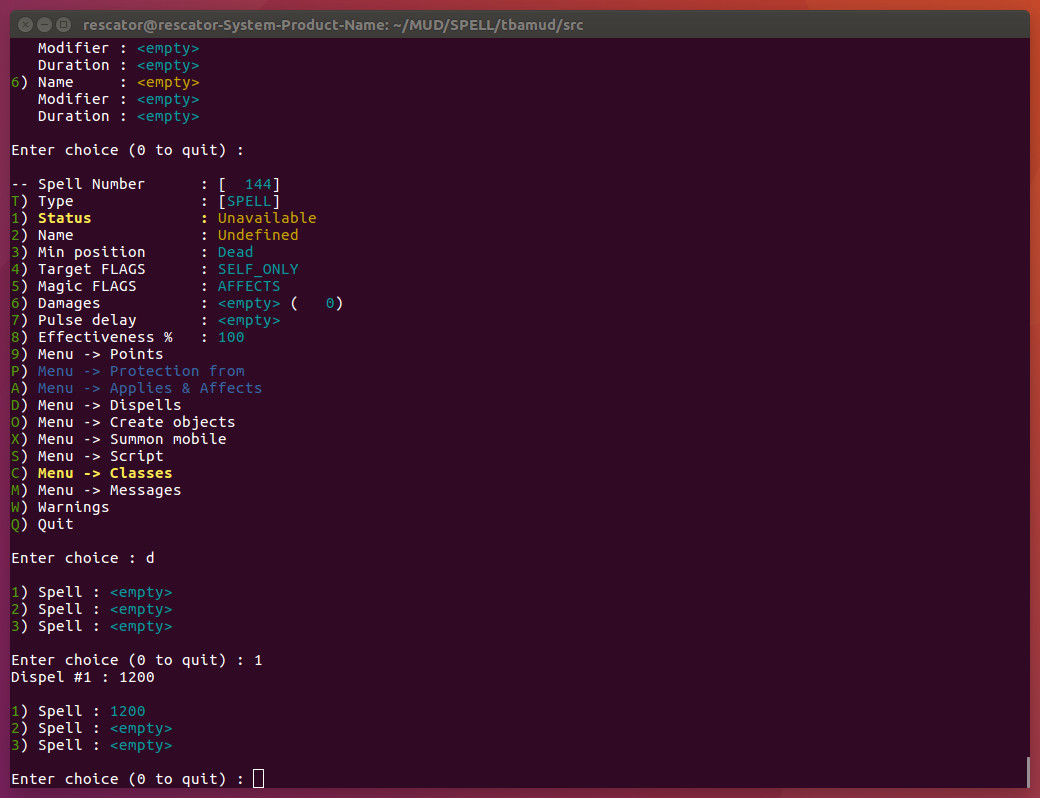 rescator@rescator-System-Product-Name: ~/MUD/SPELL/tbamud/src
   Modifier : <empty>
   Duration : <empty>
6) Name     : <empty>
   Modifier : <empty>
   Duration : <empty>

Enter choice (0 to quit) :

-- Spell Number      : [  144]
T) Type              : [SPELL]
1) Status            : Unavailable
2) Name              : Undefined
3) Min position      : Dead
4) Target FLAGS      : SELF_ONLY
5) Magic FLAGS       : AFFECTS
6) Damages           : <empty> (   0)
7) Pulse delay       : <empty>
8) Effectiveness %   : 100
9) Menu -> Points
P) Menu -> Protection from
A) Menu -> Applies & Affects
D) Menu -> Dispells
O) Menu -> Create objects
X) Menu -> Summon mobile
S) Menu -> Script
C) Menu -> Classes
M) Menu -> Messages
W) Warnings
Q) Quit

Enter choice : d

1) Spell : <empty>
2) Spell : <empty>
3) Spell : <empty>

Enter choice (0 to quit) : 1
Dispel #1 : 1200

1) Spell : 1200
2) Spell : <empty>
3) Spell : <empty>

Enter choice (0 to quit) :